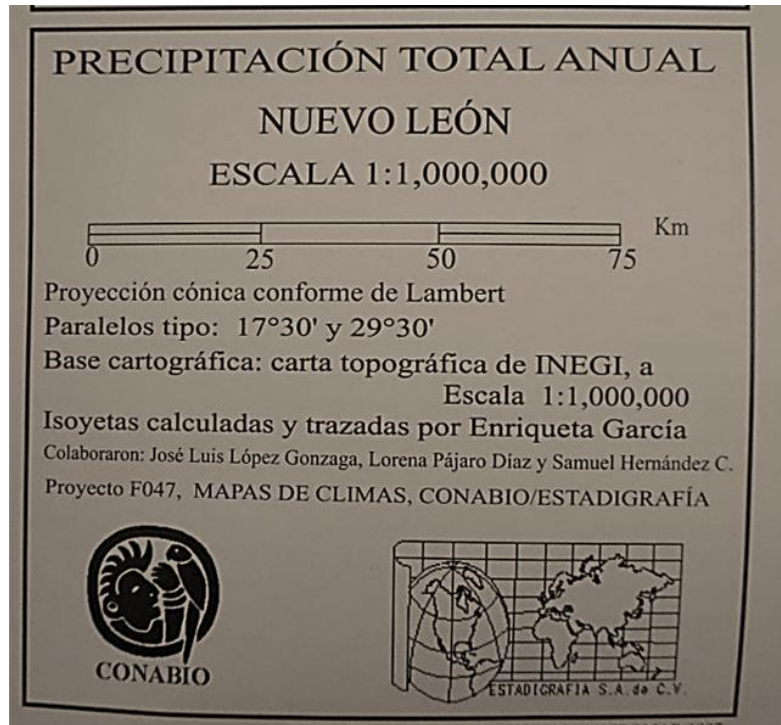 PRECIPITACIÓN TOTAL ANUAL
NUEVO LEÓN
ESCALA 1:1,000,000
Km
0 25 50 75
Proyección cónica conforme de Lambert
Paralelos tipo: 17°30' y 29°30'
Base cartográfica: carta topográfica de INEGI, a
Escala 1:1,000,000
Isoyetas calculadas y trazadas por Enriqueta García
Colaboraron: José Luis López Gonzaga, Lorena Pájaro Diaz y Samuel Hernández C.
Proyecto F047, MAPAS DE CLIMAS, CONABIO/ESTADIGRAFÍA
CONABIO
ESTADIGRAFIA S.A. de C.V.